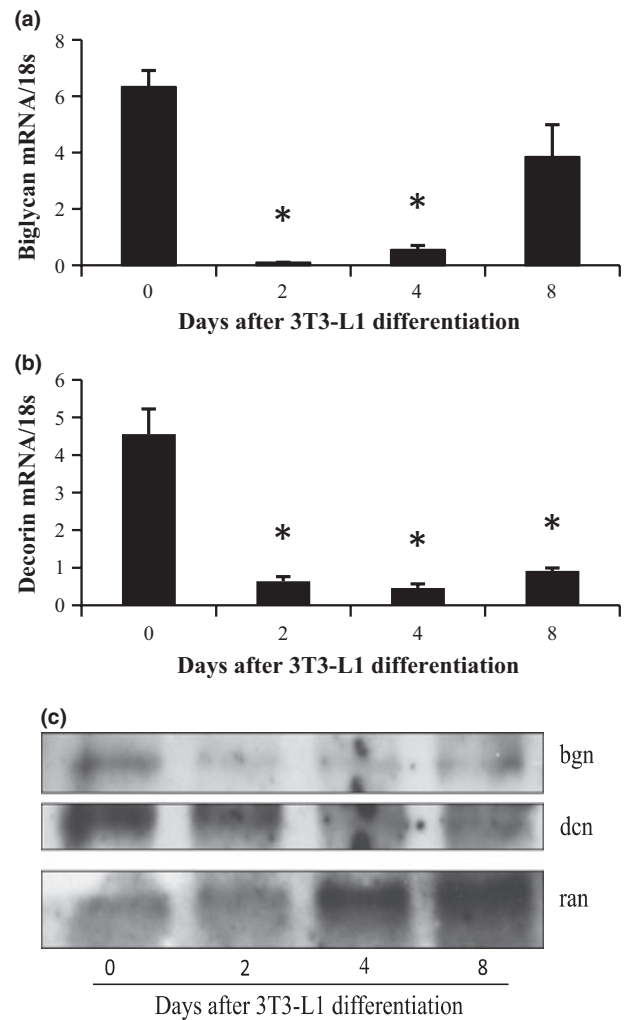 (a)
8
6
4
2
0
Biglycan mRNA/18s
*
*
0 2 4 8
Days after 3T3-L1 differentiation
(b)
6
5
4
3
2
1
0
Decorin mRNA/18s
*
*
*
0 2 4 8
Days after 3T3-L1 differentiation
(c)
bgn
dcn
ran
0 2 4 8
Days after 3T3-L1 differentiation